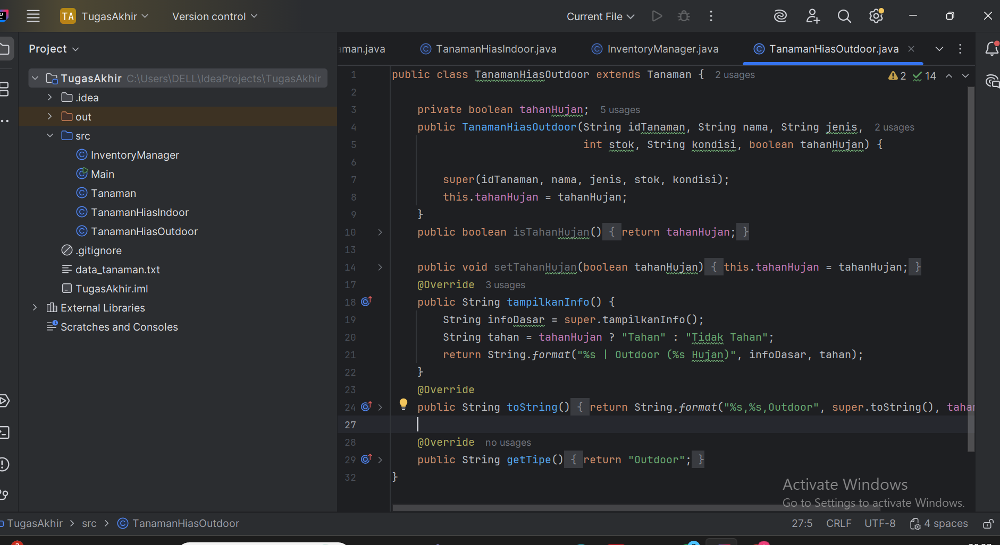 TA TugasAkhir Version control Current File
Project
TanamanHiasIndoor.java InventoryManager.java TanamanHiasOutdoor.java
TugasAkhir C:\Users\DELL\IdeaProjects\TugasAkhir
.idea
out
src
InventoryManager
Main
Tanaman
TanamanHiasIndoor
TanamanHiasOutdoor
.gitignore
data_tanaman.txt
TugasAkhir.iml
External Libraries
Scratches and Consoles
2 14
1 public class TanamanHiasOutdoor extends Tanaman { 2 usages
2
3 private boolean tahanHujan; 5 usages
4 public TanamanHiasOutdoor(String idTanaman, String nama, String jenis, 2 usages
5 int stok, String kondisi, boolean tahanHujan) {
6
7 super(idTanaman, nama, jenis, stok, kondisi);
8 this.tahanHujan = tahanHujan;
9 }
10 public boolean isTahanHujan() { return tahanHujan; }
13
14 public void setTahanHujan(boolean tahanHujan) { this.tahanHujan = tahanHujan; }
17 @Override 3 usages
18 public String tampilkanInfo() {
19 String infoDasar = super.tampilkanInfo();
20 String tahan = tahanHujan ? "Tahan" : "Tidak Tahan";
21 return String.format("%s | Outdoor (%s Hujan)", infoDasar, tahan);
22 }
23 @Override
24 public String toString() { return String.format("%s,%s,Outdoor", super.toString(),
27
28 @Override no usages
29 public String getTipe() { return "Outdoor"; }
32 }
Activate Windows
Go to Settings to activate Windows.
TugasAkhir > src > TanamanHiasOutdoor 27:5 CRLF UTF-8 4 spaces